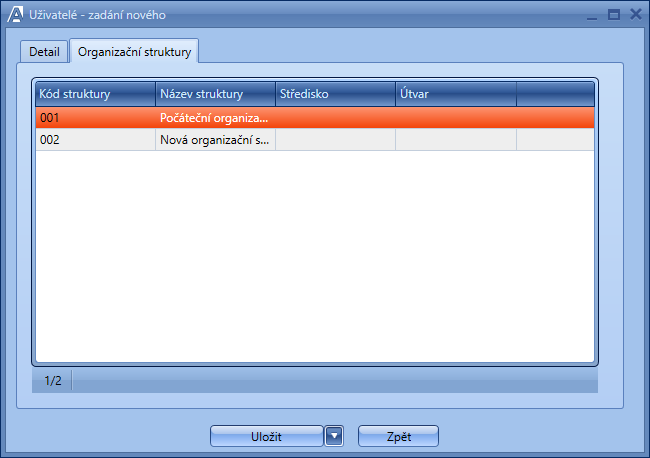 Uživatelé - zadání nového
Detail
Organizační struktury
Kód struktury Název struktury Středisko Útvar
001 Počáteční organiza...
002 Nová organizační s...
1/2
Uložit
Zpět